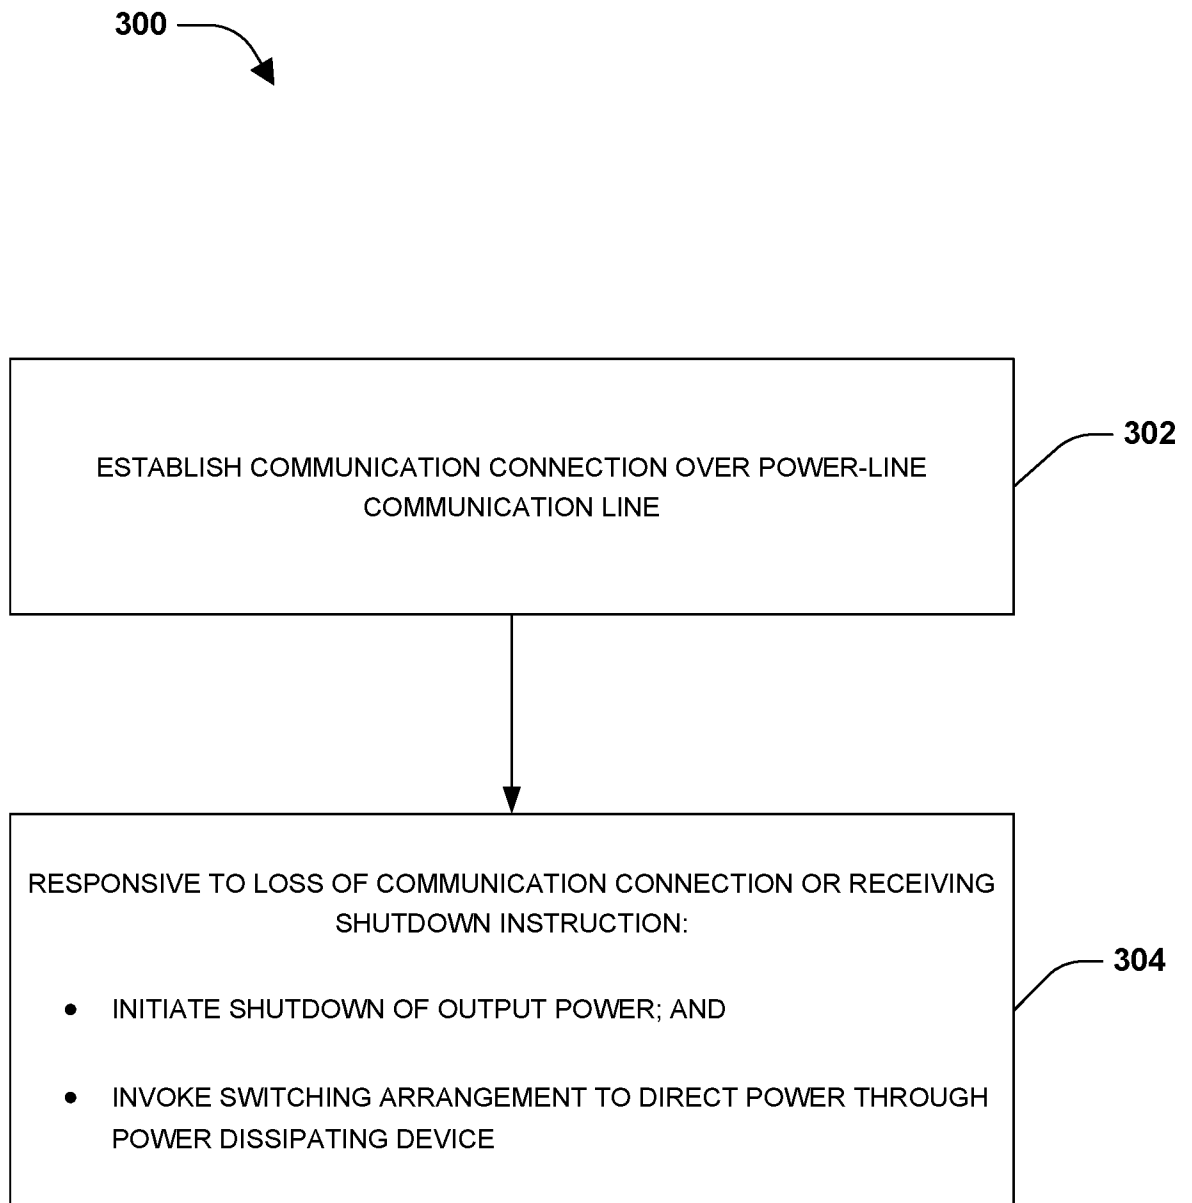 300
ESTABLISH COMMUNICATION CONNECTION OVER POWER-LINE
COMMUNICATION LINE
302
RESPONSIVE TO LOSS OF COMMUNICATION CONNECTION OR RECEIVING
SHUTDOWN INSTRUCTION:
304
• INITIATE SHUTDOWN OF OUTPUT POWER; AND
• INVOKE SWITCHING ARRANGEMENT TO DIRECT POWER THROUGH
POWER DISSIPATING DEVICE